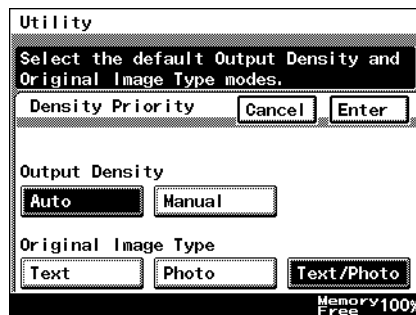 Utility
Select the default Output Density and
Original Image Type modes.
Density Priority Cancel Enter
Output Density
Auto Manual
Original Image Type
Text Photo Text/Photo
Memory
Free 100%